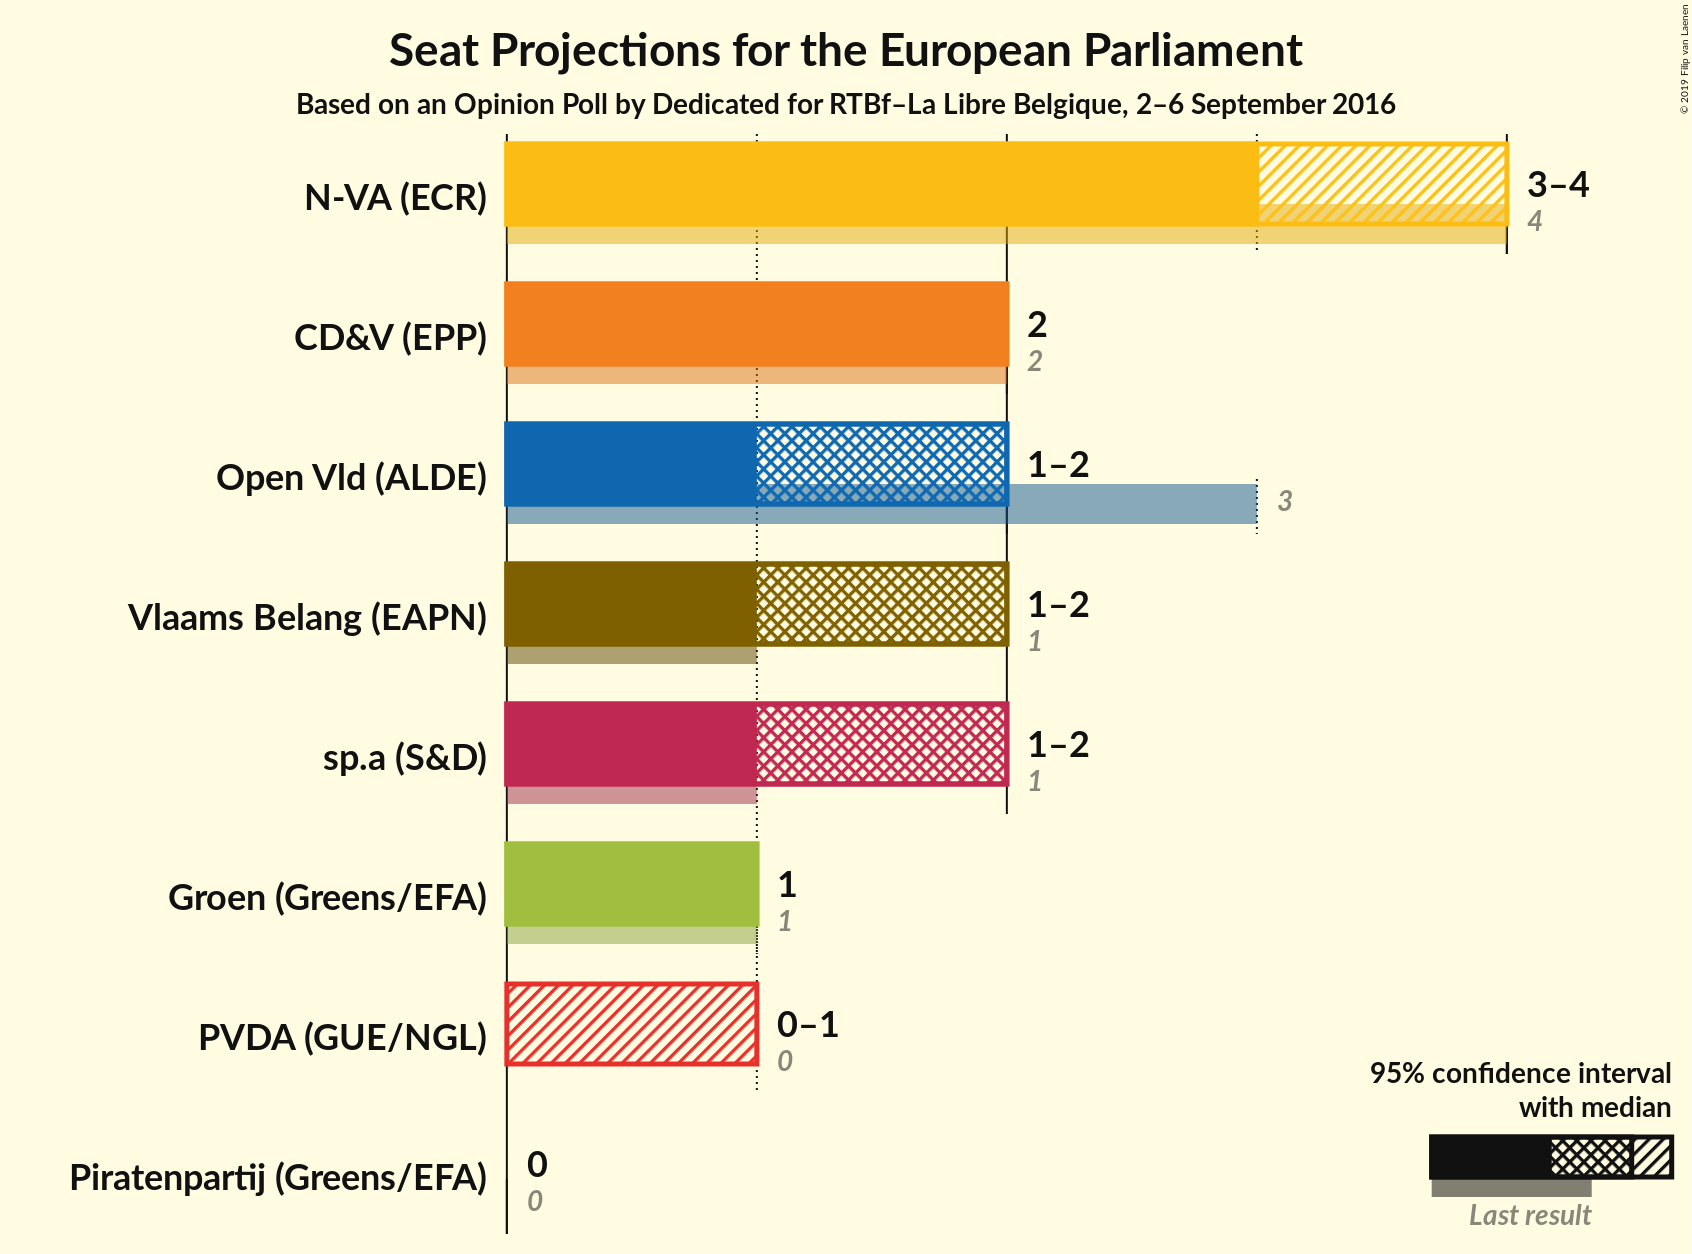 Seat Projections for the European Parliament
Based on an Opinion Poll by Dedicated for RTBf–La Libre Belgique, 2–6 September 2016
© 2019 Filip van Laenen
N-VA (ECR)
3–4
4
CD&V (EPP)
2
2
Open Vld (ALDE)
1–2
3
Vlaams Belang (EAPN)
1–2
1
sp.a (S&D)
1–2
1
Groen (Greens/EFA)
1
1
PVDA (GUE/NGL)
0–1
0
Piratenpartij (Greens/EFA)
0
0
95% confidence interval
with median
Last result